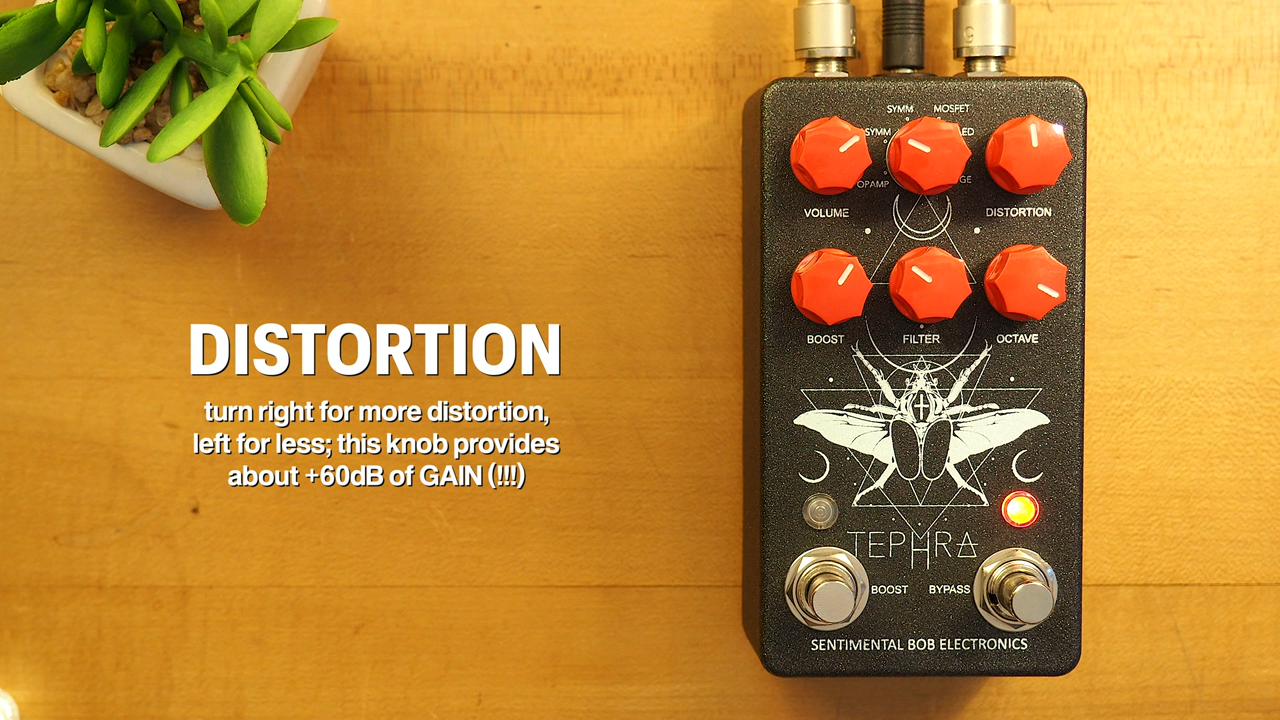 DISTORTION
turn right for more distortion,
left for less; this knob provides
about +60dB of GAIN (!!!)
SYMM MOSFET
SYMM
OPAMP
VOLUME DISTORTION
BOOST FILTER OCTAVE
TEPHRA
BOOST BYPASS
SENTIMENTAL BOB ELECTRONICS